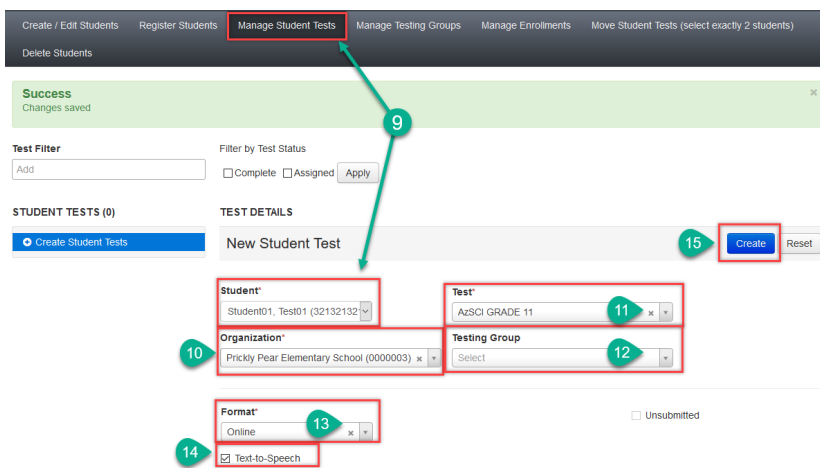 Create / Edit Students Register Students Manage Student Tests Manage Testing Groups Manage Enrollments Move Student Tests (select exactly 2 students)
Delete Students
Success ×
Changes saved
9
Test Filter Filter by Test Status
Add Complete Assigned Apply
STUDENT TESTS (0) TEST DETAILS
Create Student Tests New Student Test 15 Create Reset
Student* Test*
Student01, Test01 (32132132 AzSCI GRADE 11 11 ×
Organization* Testing Group
10 Prickly Pear Elementary School (0000003) × Select 12
Format* Unsubmitted
Online 13 ×
14 Text-to-Speech